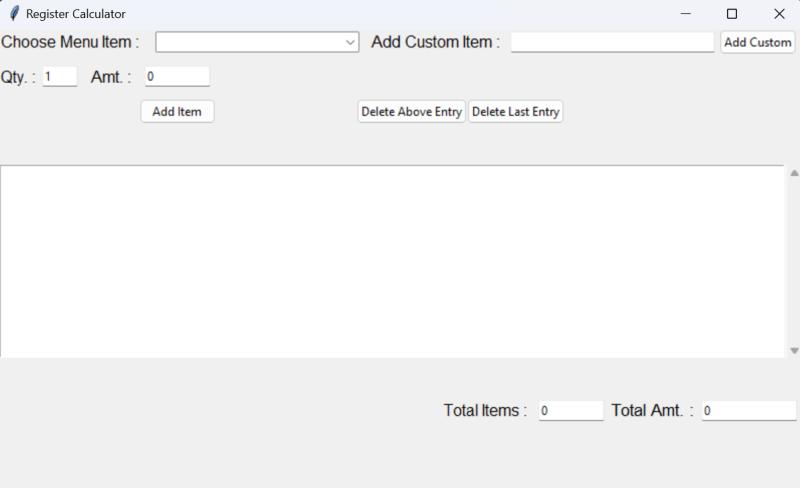 Register Calculator
Choose Menu Item : Add Custom Item : Add Custom
Qty. : 1 Amt. : 0
Add Item Delete Above Entry Delete Last Entry
Total Items : 0 Total Amt. : 0